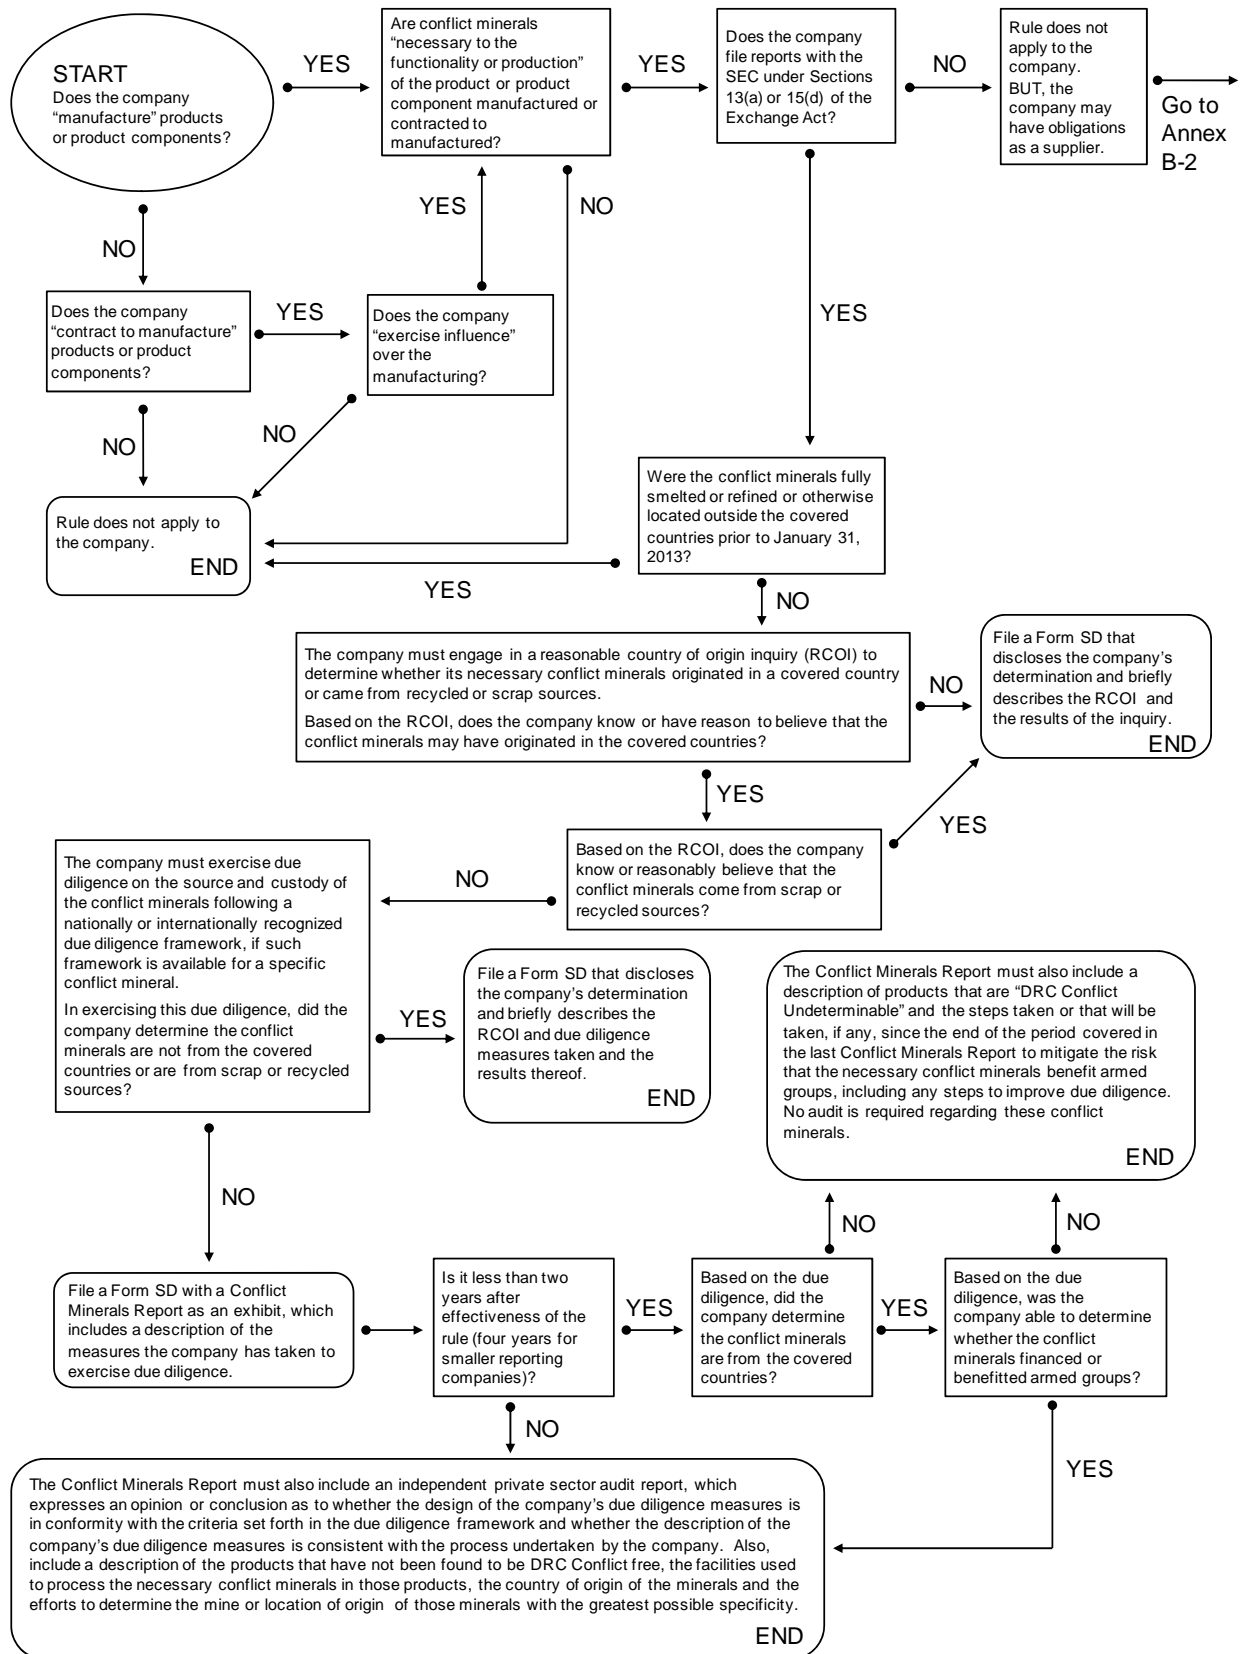 START
Does the company
“manufacture” products
or product components?
YES
Are conflict minerals
“necessary to the
functionality or production”
of the product or product
component manufactured or
contracted to
manufactured?
YES
Does the company
file reports with the
SEC under Sections
13(a) or 15(d) of the
Exchange Act?
NO
Rule does not
apply to the
company.
BUT, the
company may
have obligations
as a supplier.
Go to
Annex
B-2
NO
YES
NO
Does the company
“contract to manufacture”
products or product
components?
YES
Does the company
“exercise influence”
over the
manufacturing?
YES
NO
NO
Rule does not apply to
the company.
END
Were the conflict minerals fully
smelted or refined or otherwise
located outside the covered
countries prior to January 31,
2013?
YES
NO
The company must engage in a reasonable country of origin inquiry (RCOI) to
determine whether its necessary conflict minerals originated in a covered country
or came from recycled or scrap sources.
Based on the RCOI, does the company know or have reason to believe that the
conflict minerals may have originated in the covered countries?
NO
File a Form SD that
discloses the company’s
determination and briefly
describes the RCOI and
the results of the inquiry.
END
YES
YES
Based on the RCOI, does the company
know or reasonably believe that the
conflict minerals come from scrap or
recycled sources?
NO
The company must exercise due
diligence on the source and custody of
the conflict minerals following a
nationally or internationally recognized
due diligence framework, if such
framework is available for a specific
conflict mineral.
In exercising this due diligence, did the
company determine the conflict
minerals are not from the covered
countries or are from scrap or recycled
sources?
YES
File a Form SD that discloses
the company’s determination
and briefly describes the
RCOI and due diligence
measures taken and the
results thereof.
END
The Conflict Minerals Report must also include a
description of products that are “DRC Conflict
Undeterminable” and the steps taken or that will be
taken, if any, since the end of the period covered in
the last Conflict Minerals Report to mitigate the risk
that the necessary conflict minerals benefit armed
groups, including any steps to improve due diligence.
No audit is required regarding these conflict
minerals.
END
NO
NO
NO
File a Form SD with a Conflict
Minerals Report as an exhibit, which
includes a description of the
measures the company has taken to
exercise due diligence.
Is it less than two
years after
effectiveness of the
rule (four years for
smaller reporting
companies)?
YES
Based on the due
diligence, did the
company determine
the conflict minerals
are from the covered
countries?
YES
Based on the due
diligence, was the
company able to determine
whether the conflict
minerals financed or
benefitted armed groups?
NO
YES
The Conflict Minerals Report must also include an independent private sector audit report, which
expresses an opinion or conclusion as to whether the design of the company’s due diligence measures is
in conformity with the criteria set forth in the due diligence framework and whether the description of the
company’s due diligence measures is consistent with the process undertaken by the company. Also,
include a description of the products that have not been found to be DRC Conflict free, the facilities used
to process the necessary conflict minerals in those products, the country of origin of the minerals and the
efforts to determine the mine or location of origin of those minerals with the greatest possible specificity.
END